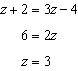 z + 2 = 3z − 4
6 = 2z
z = 3